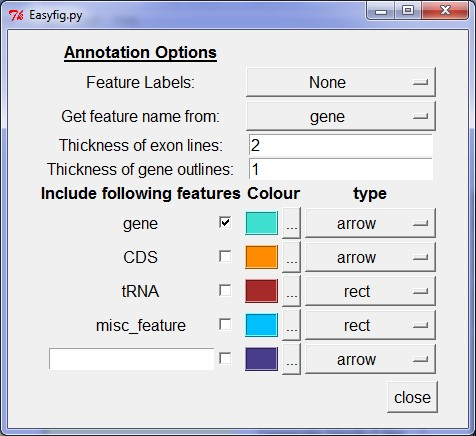 Easyfig.py
Annotation Options
Feature Labels: None
Get feature name from: gene
Thickness of exon lines: 2
Thickness of gene outlines: 1
Include following features Colour type
gene ... arrow
CDS ... arrow
tRNA ... rect
misc_feature ... rect
... arrow
close